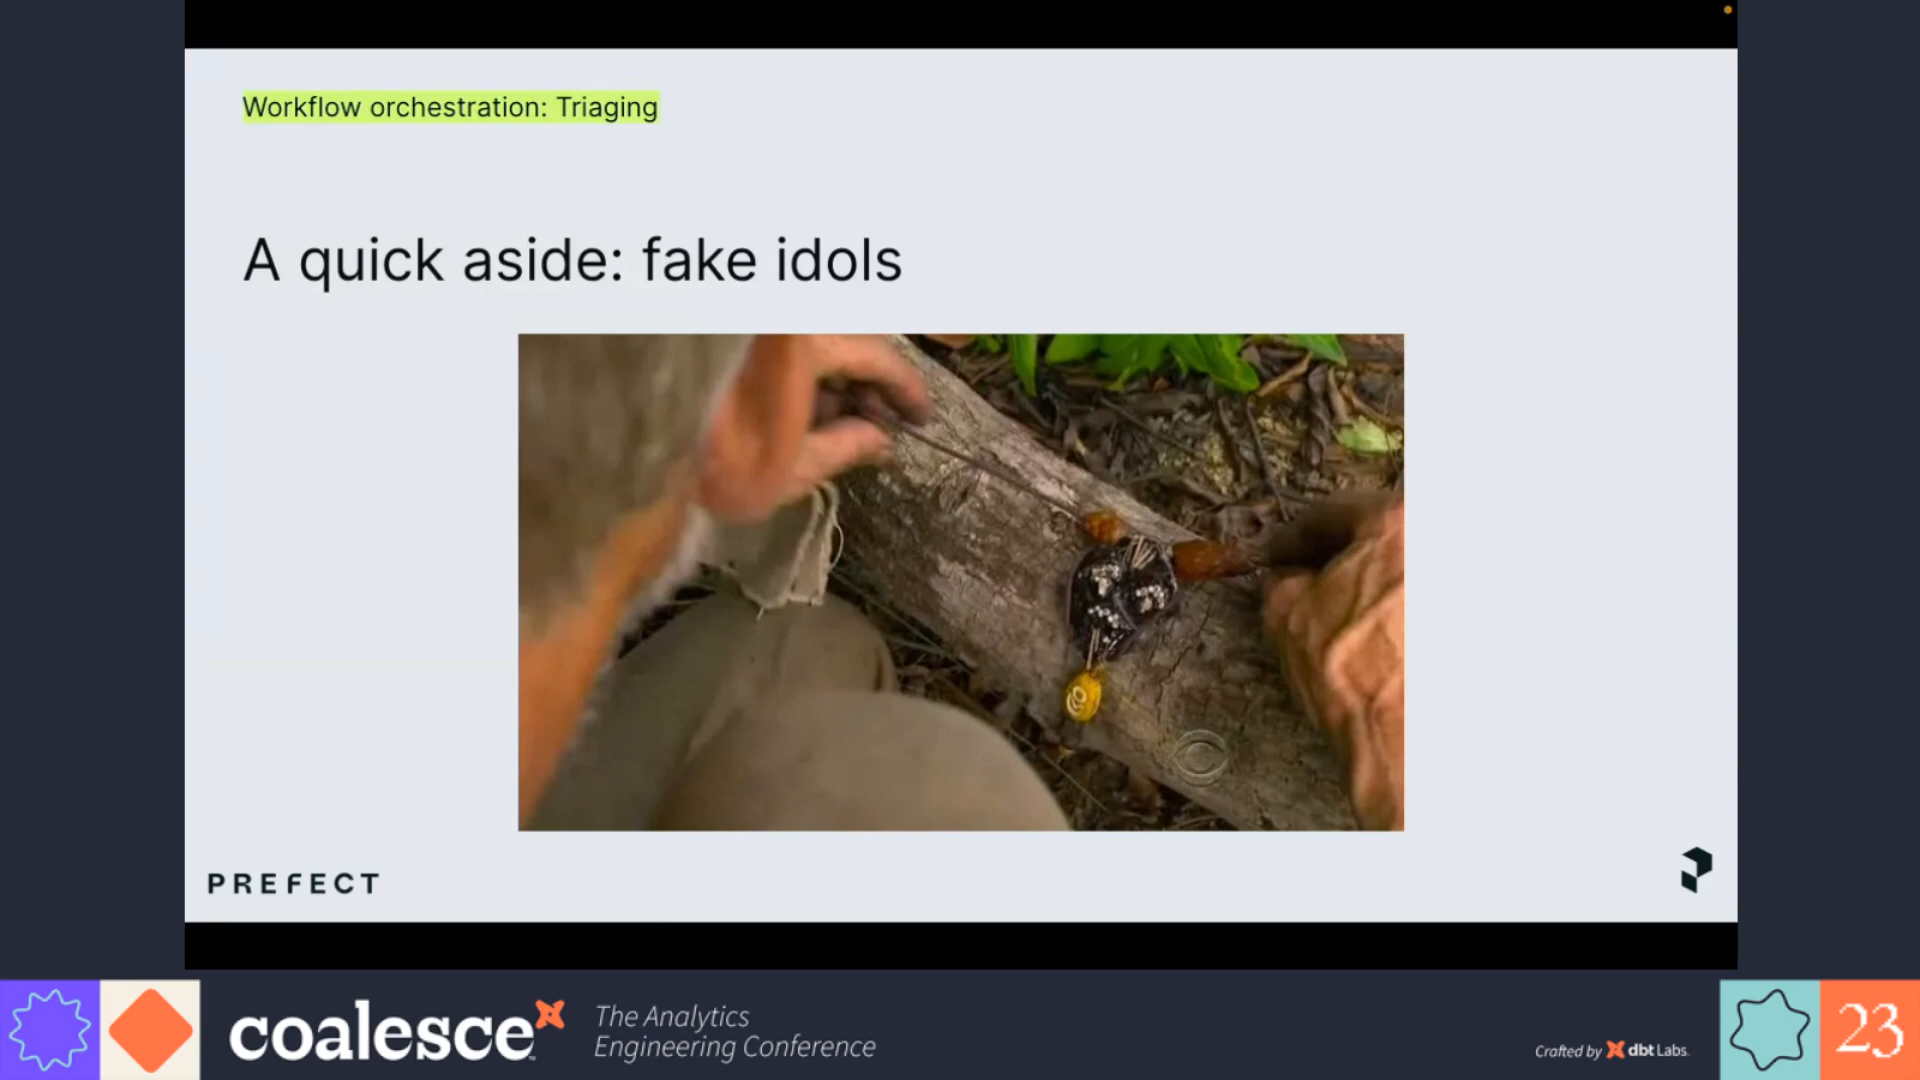 Workflow orchestration: Triaging
A quick aside: fake idols
PREFECT
coalesce
The Analytics
Engineering Conference
Crafted by dbt Labs
23